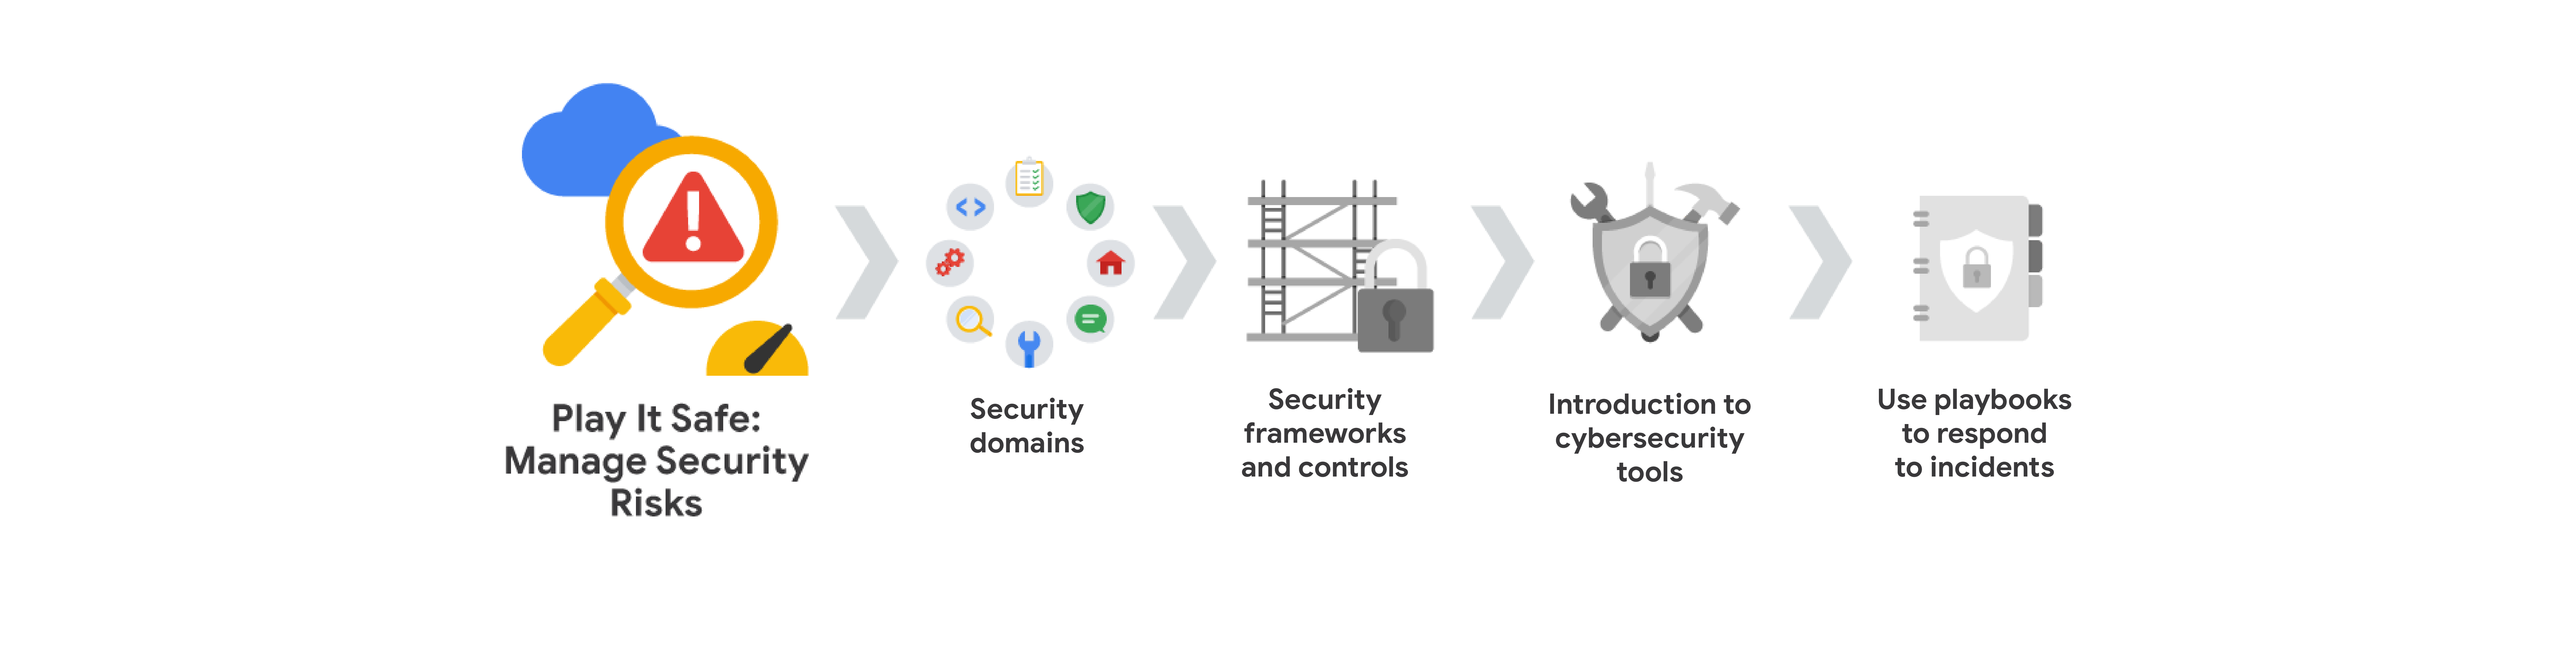 Play It Safe:
Manage Security
Risks
Security
domains
Security
frameworks
and controls
Introduction to
cybersecurity
tools
Use playbooks
to respond
to incidents